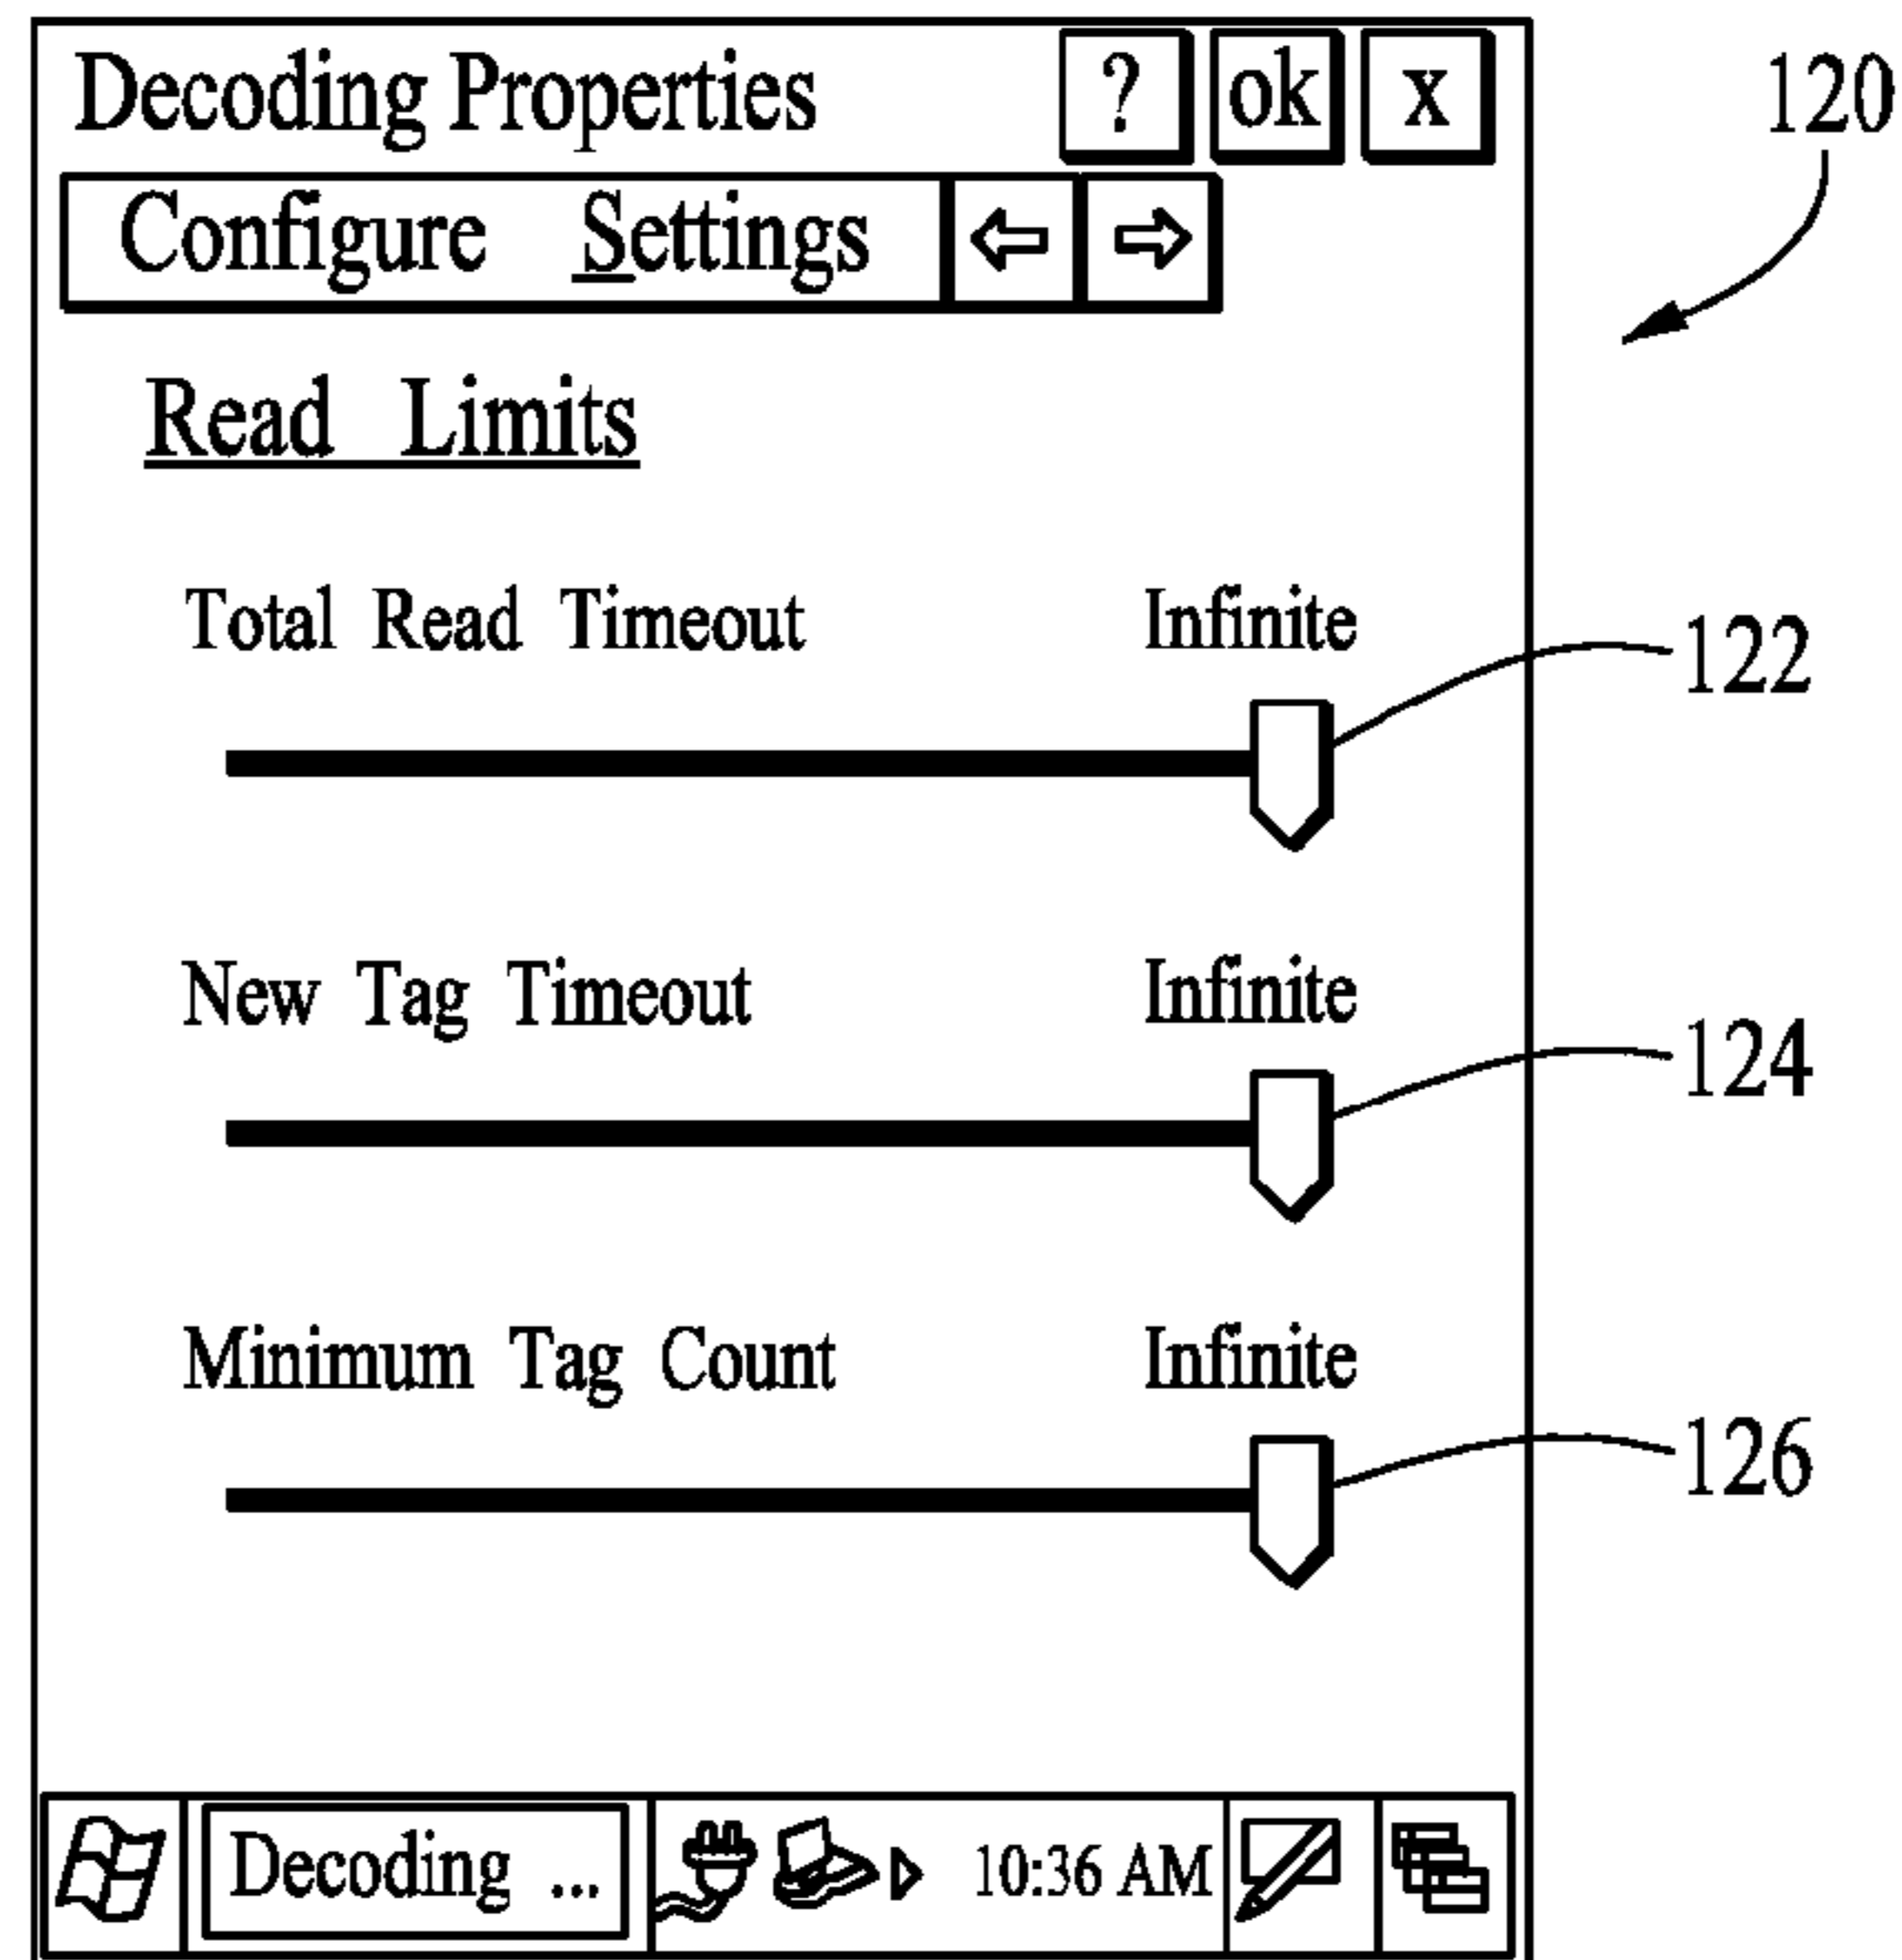 Decoding Properties ? ok x
120
Configure Settings
Read Limits
Total Read Timeout Infinite
122
New Tag Timeout Infinite
124
Minimum Tag Count Infinite
126
Decoding ... 10:36 AM